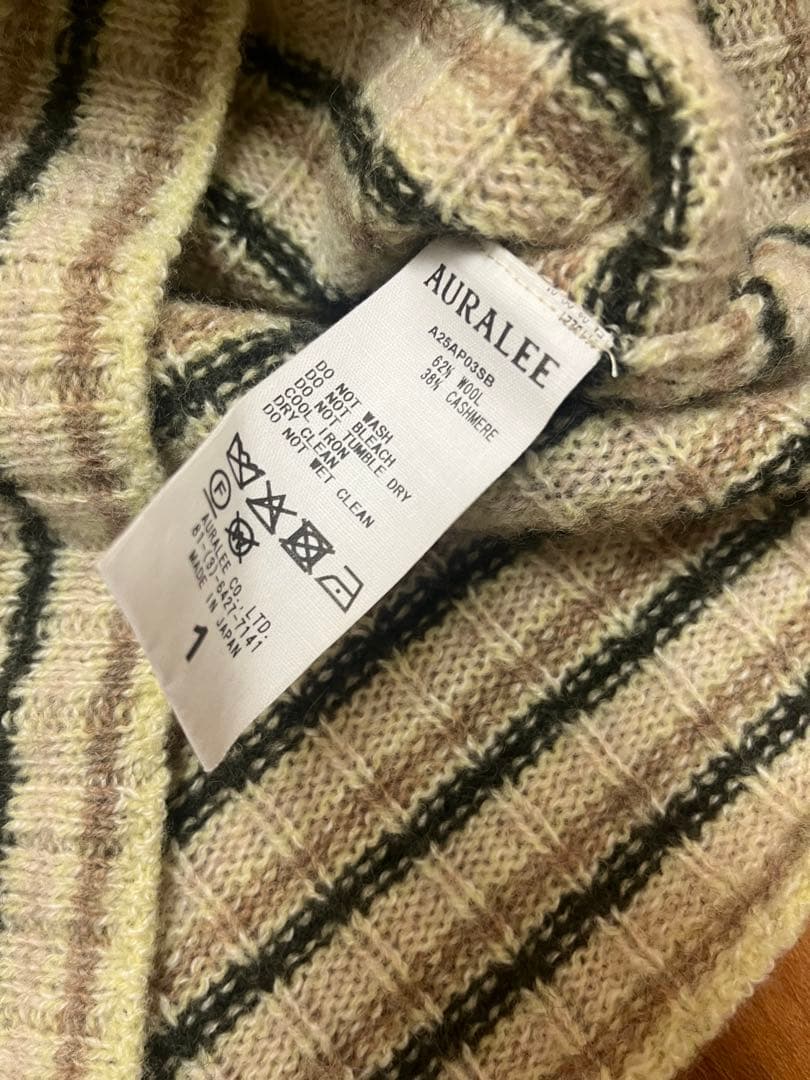 AURALEE
A25AP03SB
62% WOOL
38% CASHMERE
DO NOT WASH
DO NOT BLEACH
DO NOT TUMBLE DRY
COOL IRON
DRY CLEAN
DO NOT WET CLEAN
F
AURALEE CO.,LTD.
81-(3)-6427-7141
MADE IN JAPAN
1